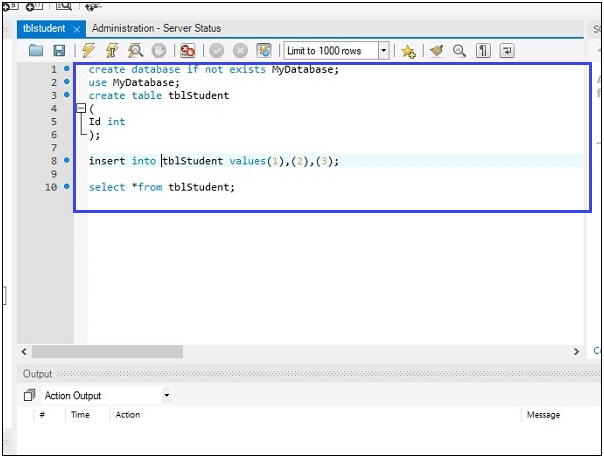 tblstudent × Administration - Server Status
Limit to 1000 rows
1 create database if not exists MyDatabase;
2 use MyDatabase;
3 create table tblStudent
4 (
5 Id int
6 );
7
8 insert into tblStudent values(1),(2),(3);
9
10 select *from tblStudent;
Output
Action Output
# Time Action Message